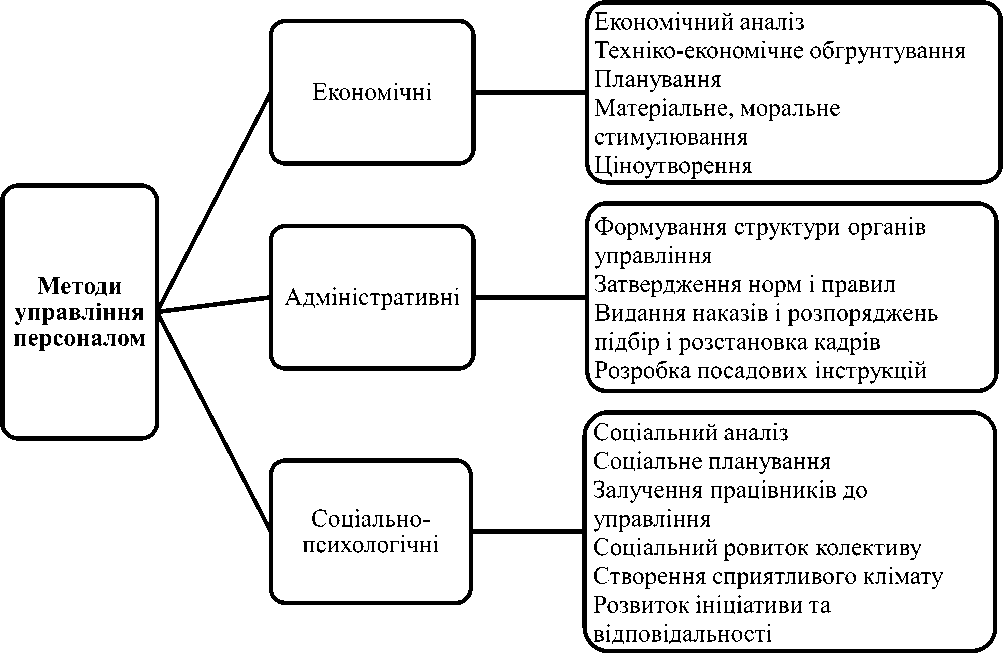 Методи
управління
персоналом
Економічні
Економічний аналіз
Техніко-економічне обгрунтування
Планування
Матеріальне, моральне
стимулювання
Ціноутворення
Адміністративні
Формування структури органів
управління
Затвердження норм і правил
Видання наказів і розпоряджень
підбір і розстановка кадрів
Розробка посадових інструкцій
Соціально-
психологічні
Соціальний аналіз
Соціальне планування
Залучення працівників до
управління
Соціальний ровиток колективу
Створення сприятливого клімату
Розвиток ініціативи та
відповідальності